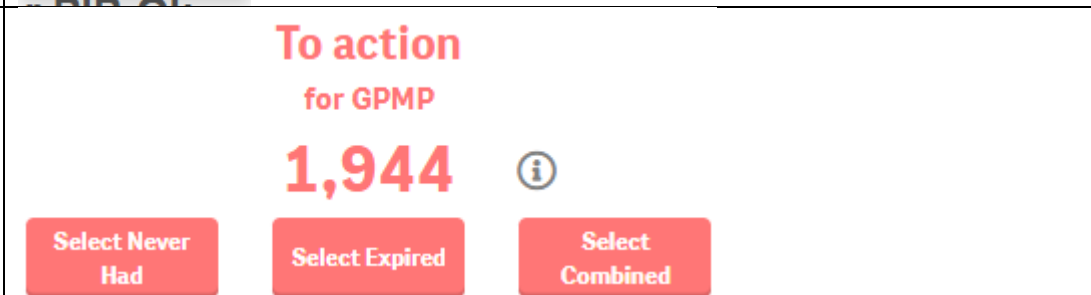 To action
for GPMP
1,944
Select Never
Had
Select Expired
Select
Combined